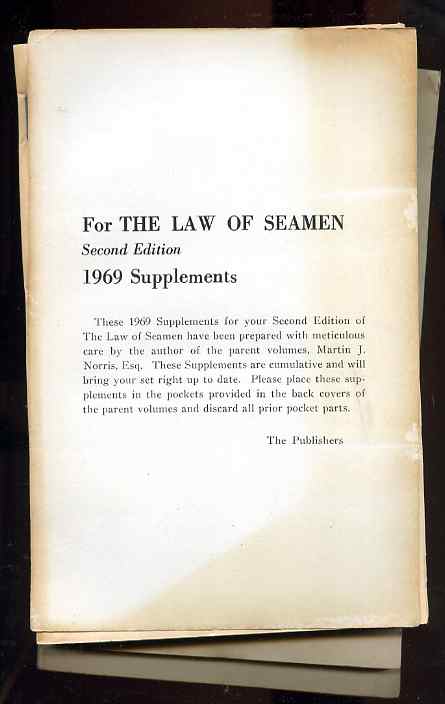 For THE LAW OF SEAMEN
Second Edition
1969 Supplements
These 1969 Supplements for your Second Edition of
The Law of Seamen have been prepared with meticulous
care by the author of the parent volumes, Martin J.
Norris, Esq. These Supplements are cumulative and will
bring your set right up to date. Please place these sup-
plements in the pockets provided in the back covers of
the parent volumes and discard all prior pocket parts.
The Publishers